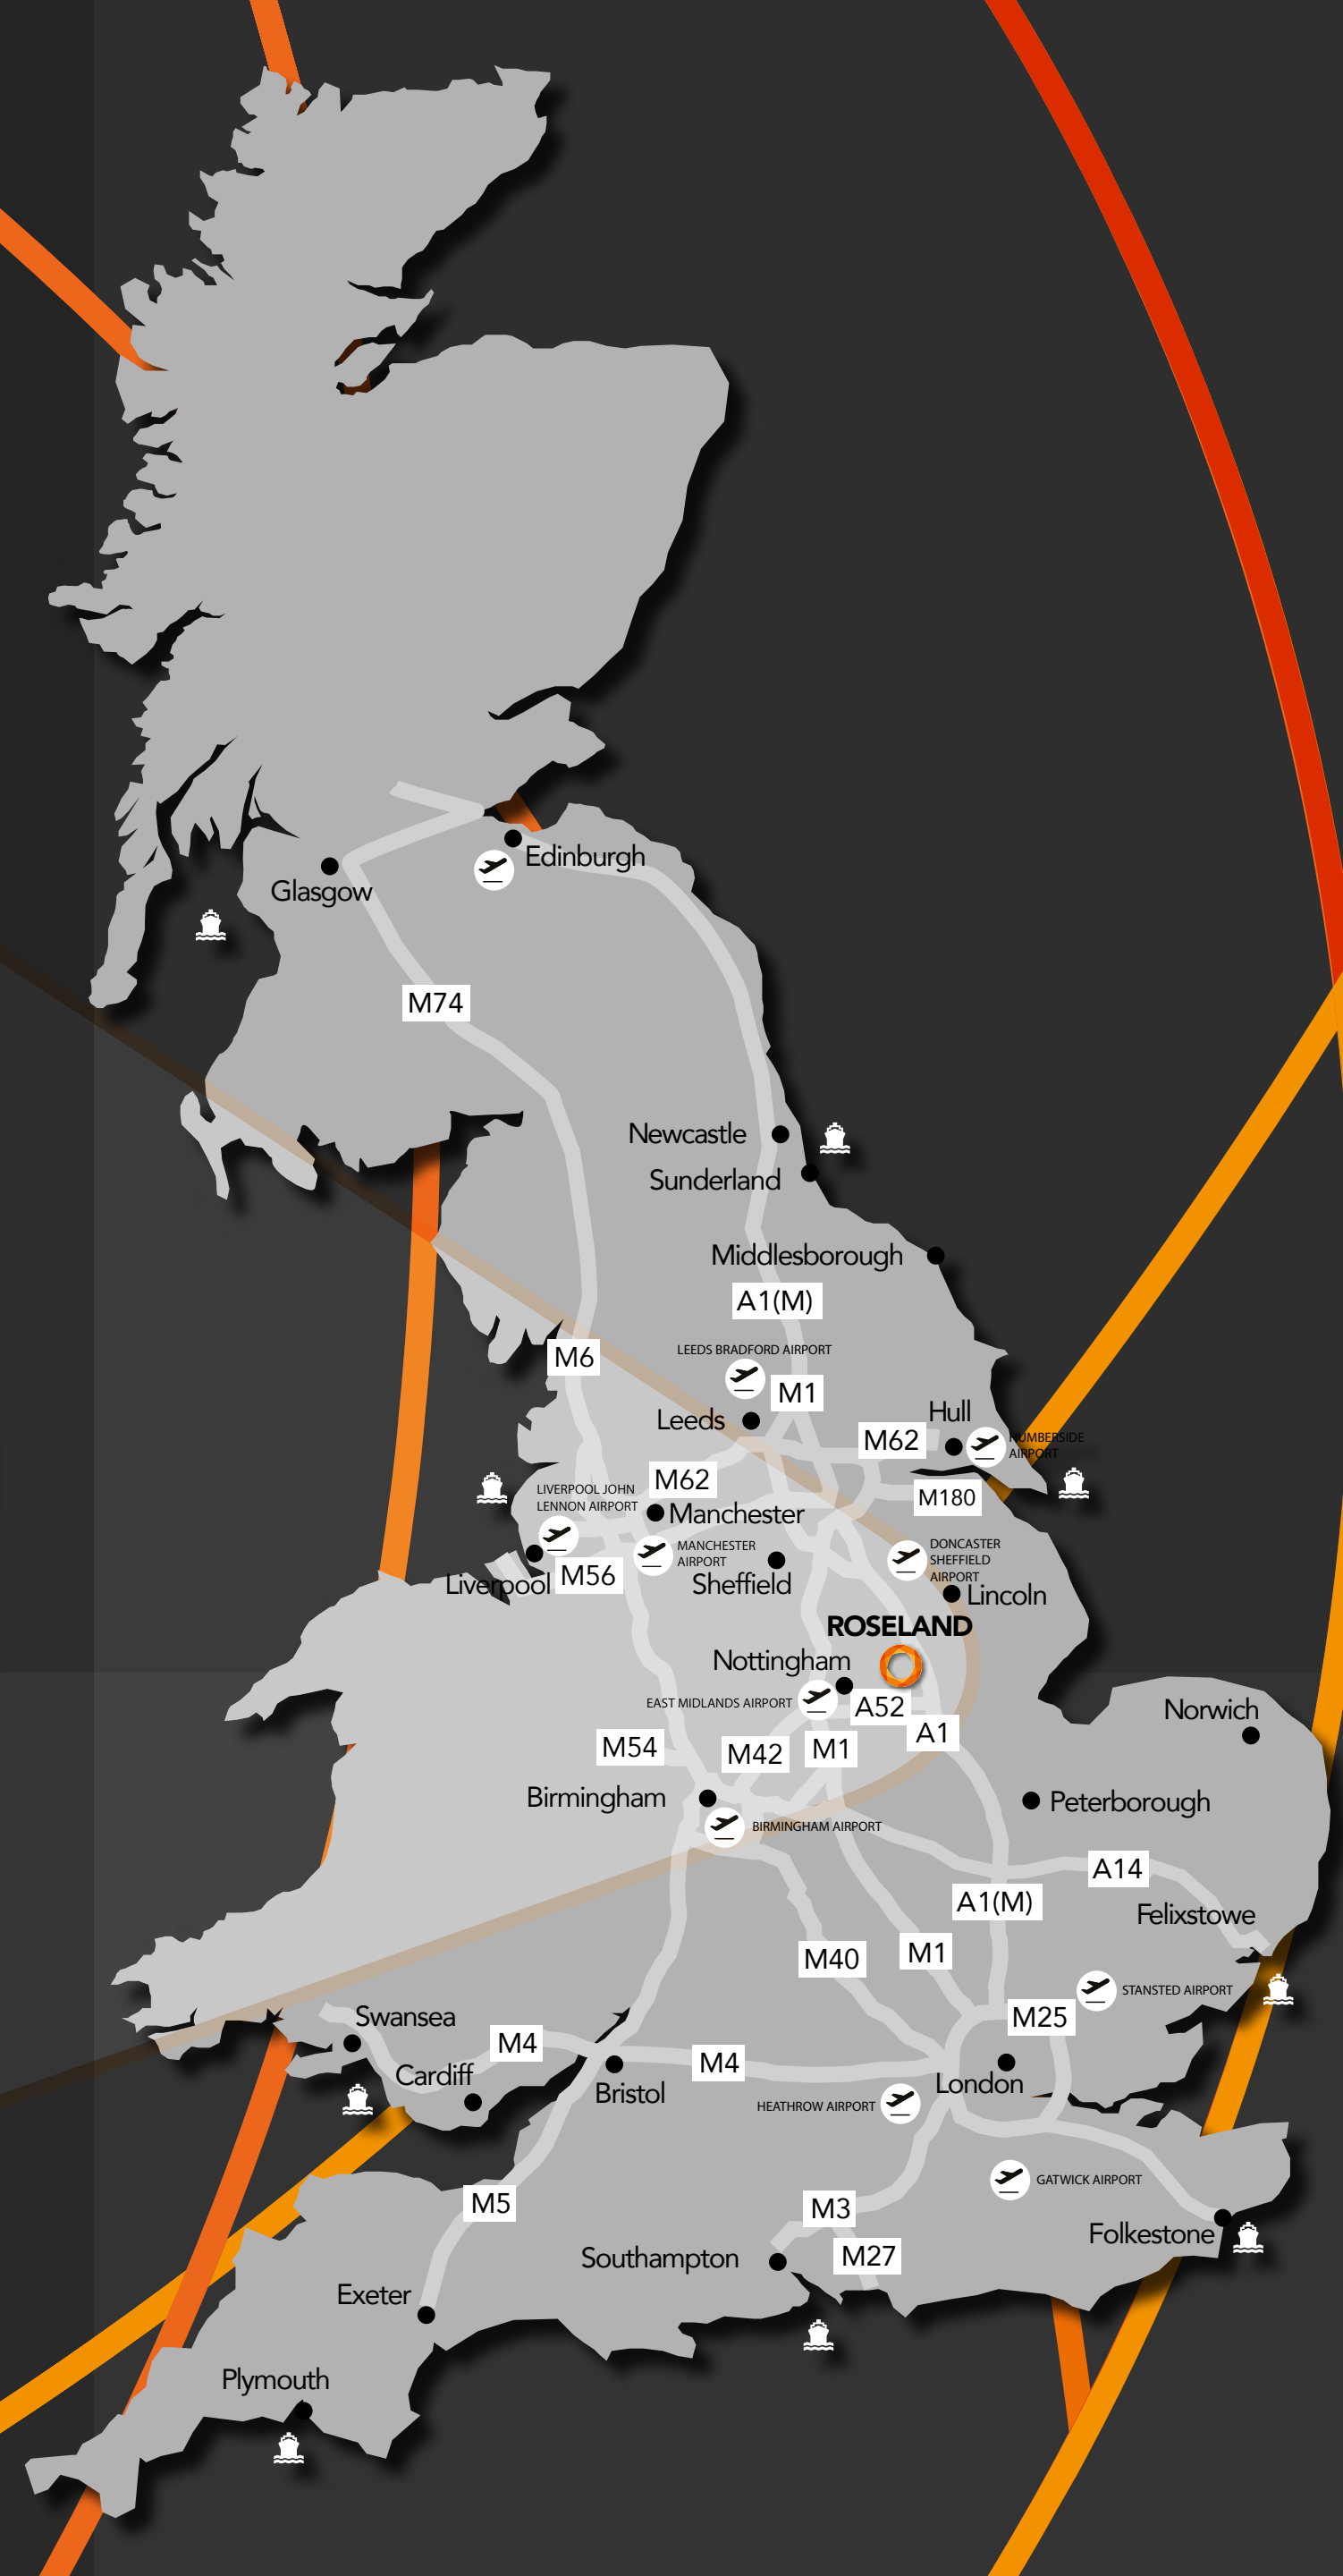 Edinburgh
Glasgow
M74
Newcastle
Sunderland
Middlesborough
A1(M)
LEEDS BRADFORD AIRPORT
M6
M1
Leeds
Hull
M62
HUMBERSIDE
AIRPORT
M62
LIVERPOOL JOHN
LENNON AIRPORT
M180
Manchester
MANCHESTER
AIRPORT
DONCASTER
SHEFFIELD
AIRPORT
Liverpool
M56
Sheffield
Lincoln
ROSELAND
Nottingham
EAST MIDLANDS AIRPORT
A52
Norwich
A1
M54
M42
M1
Birmingham
Peterborough
BIRMINGHAM AIRPORT
A14
A1(M)
Felixstowe
M40
M1
STANSTED AIRPORT
Swansea
M25
M4
M4
Cardiff
London
Bristol
HEATHROW AIRPORT
GATWICK AIRPORT
M5
M3
Folkestone
Southampton
M27
Exeter
Plymouth